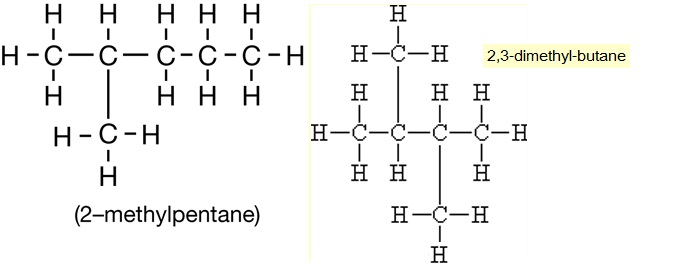 H H H H H
H-C-C-C-C-C-H
H H H H
H-C-H
H
(2–methylpentane)
H
H-C-H
2,3-dimethyl-butane
H H H
H-C-C-C-C-H
H H H
H-C-H
H